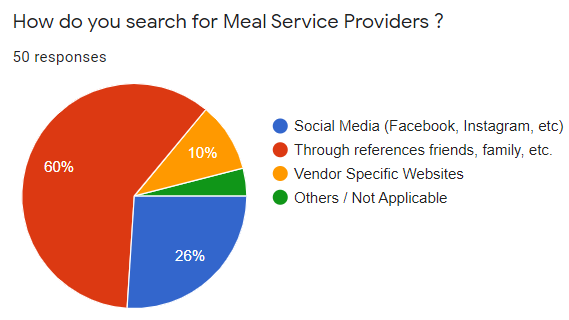 How do you search for Meal Service Providers ?
50 responses
Social Media (Facebook, Instagram, etc)
Through references friends, family, etc.
Vendor Specific Websites
Others / Not Applicable
60%
10%
26%